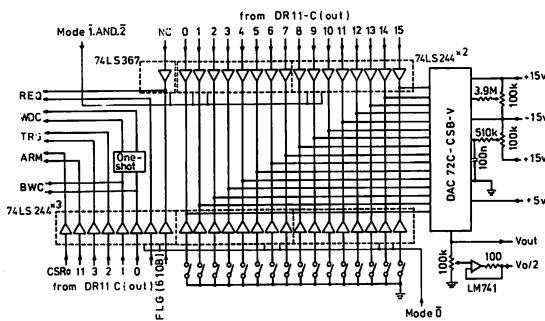 from DR11-C(out)
Mode 1̄.AND.2̄
NC 0 1 2 3 4 5 6 7 8 9 10 11 12 13 14 15
74LS367
74LS244×2
REQ
WDC
TRG
ARM
BWC
One-shot
DAC 72C-CSB-V
+15v
3.9M
100k
-15v
510k
100k
100n
+15v
+5v
74LS244×3
CSR0 11 3 2 1 0
from DR11 C(out)
FLG (610B)
Mode 0̄
Vout
100k
100
Vo/2
LM741